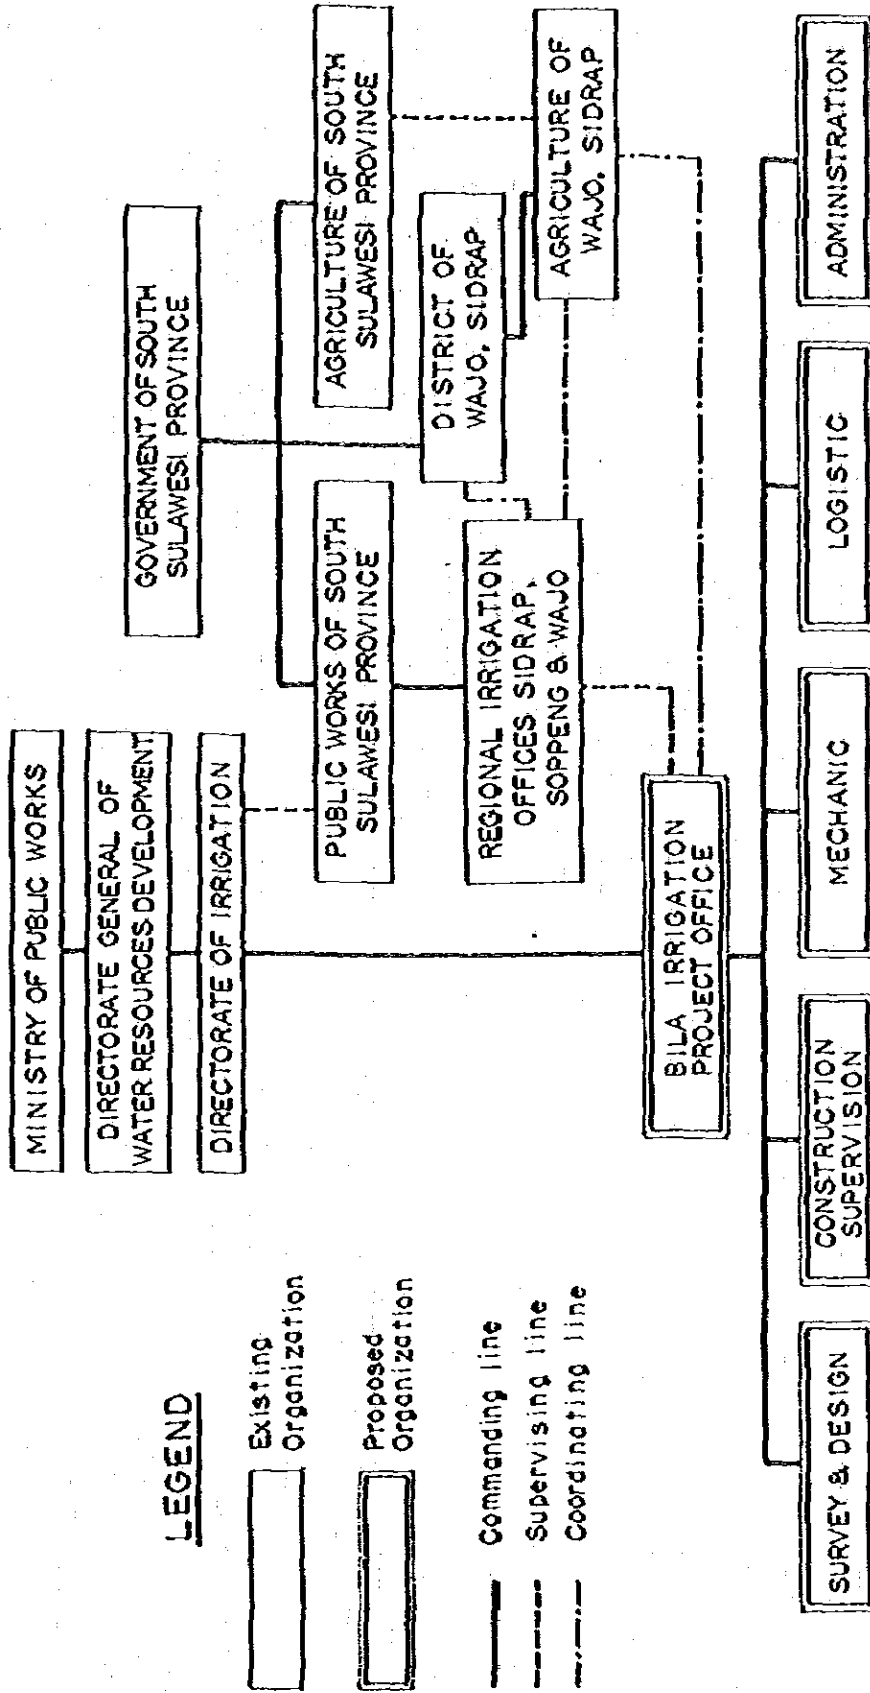 MINISTRY OF PUBLIC WORKS
DIRECTORATE GENERAL OF
WATER RESOURCES DEVELOPMENT
DIRECTORATE OF IRRIGATION
GOVERNMENT OF SOUTH
SULAWESI PROVINCE
PUBLIC WORKS OF SOUTH
SULAWESI PROVINCE
AGRICULTURE OF SOUTH
SULAWESI PROVINCE
DISTRICT OF
WAJO, SIDRAP
REGIONAL IRRIGATION
OFFICES SIDRAP,
SOPPENG & WAJO
AGRICULTURE OF
WAJO, SIDRAP
BILA IRRIGATION
PROJECT OFFICE
SURVEY & DESIGN
CONSTRUCTION
SUPERVISION
MECHANIC
LOGISTIC
ADMINISTRATION
LEGEND
Existing
Organization
Proposed
Organization
Commanding line
Supervising line
Coordinating line